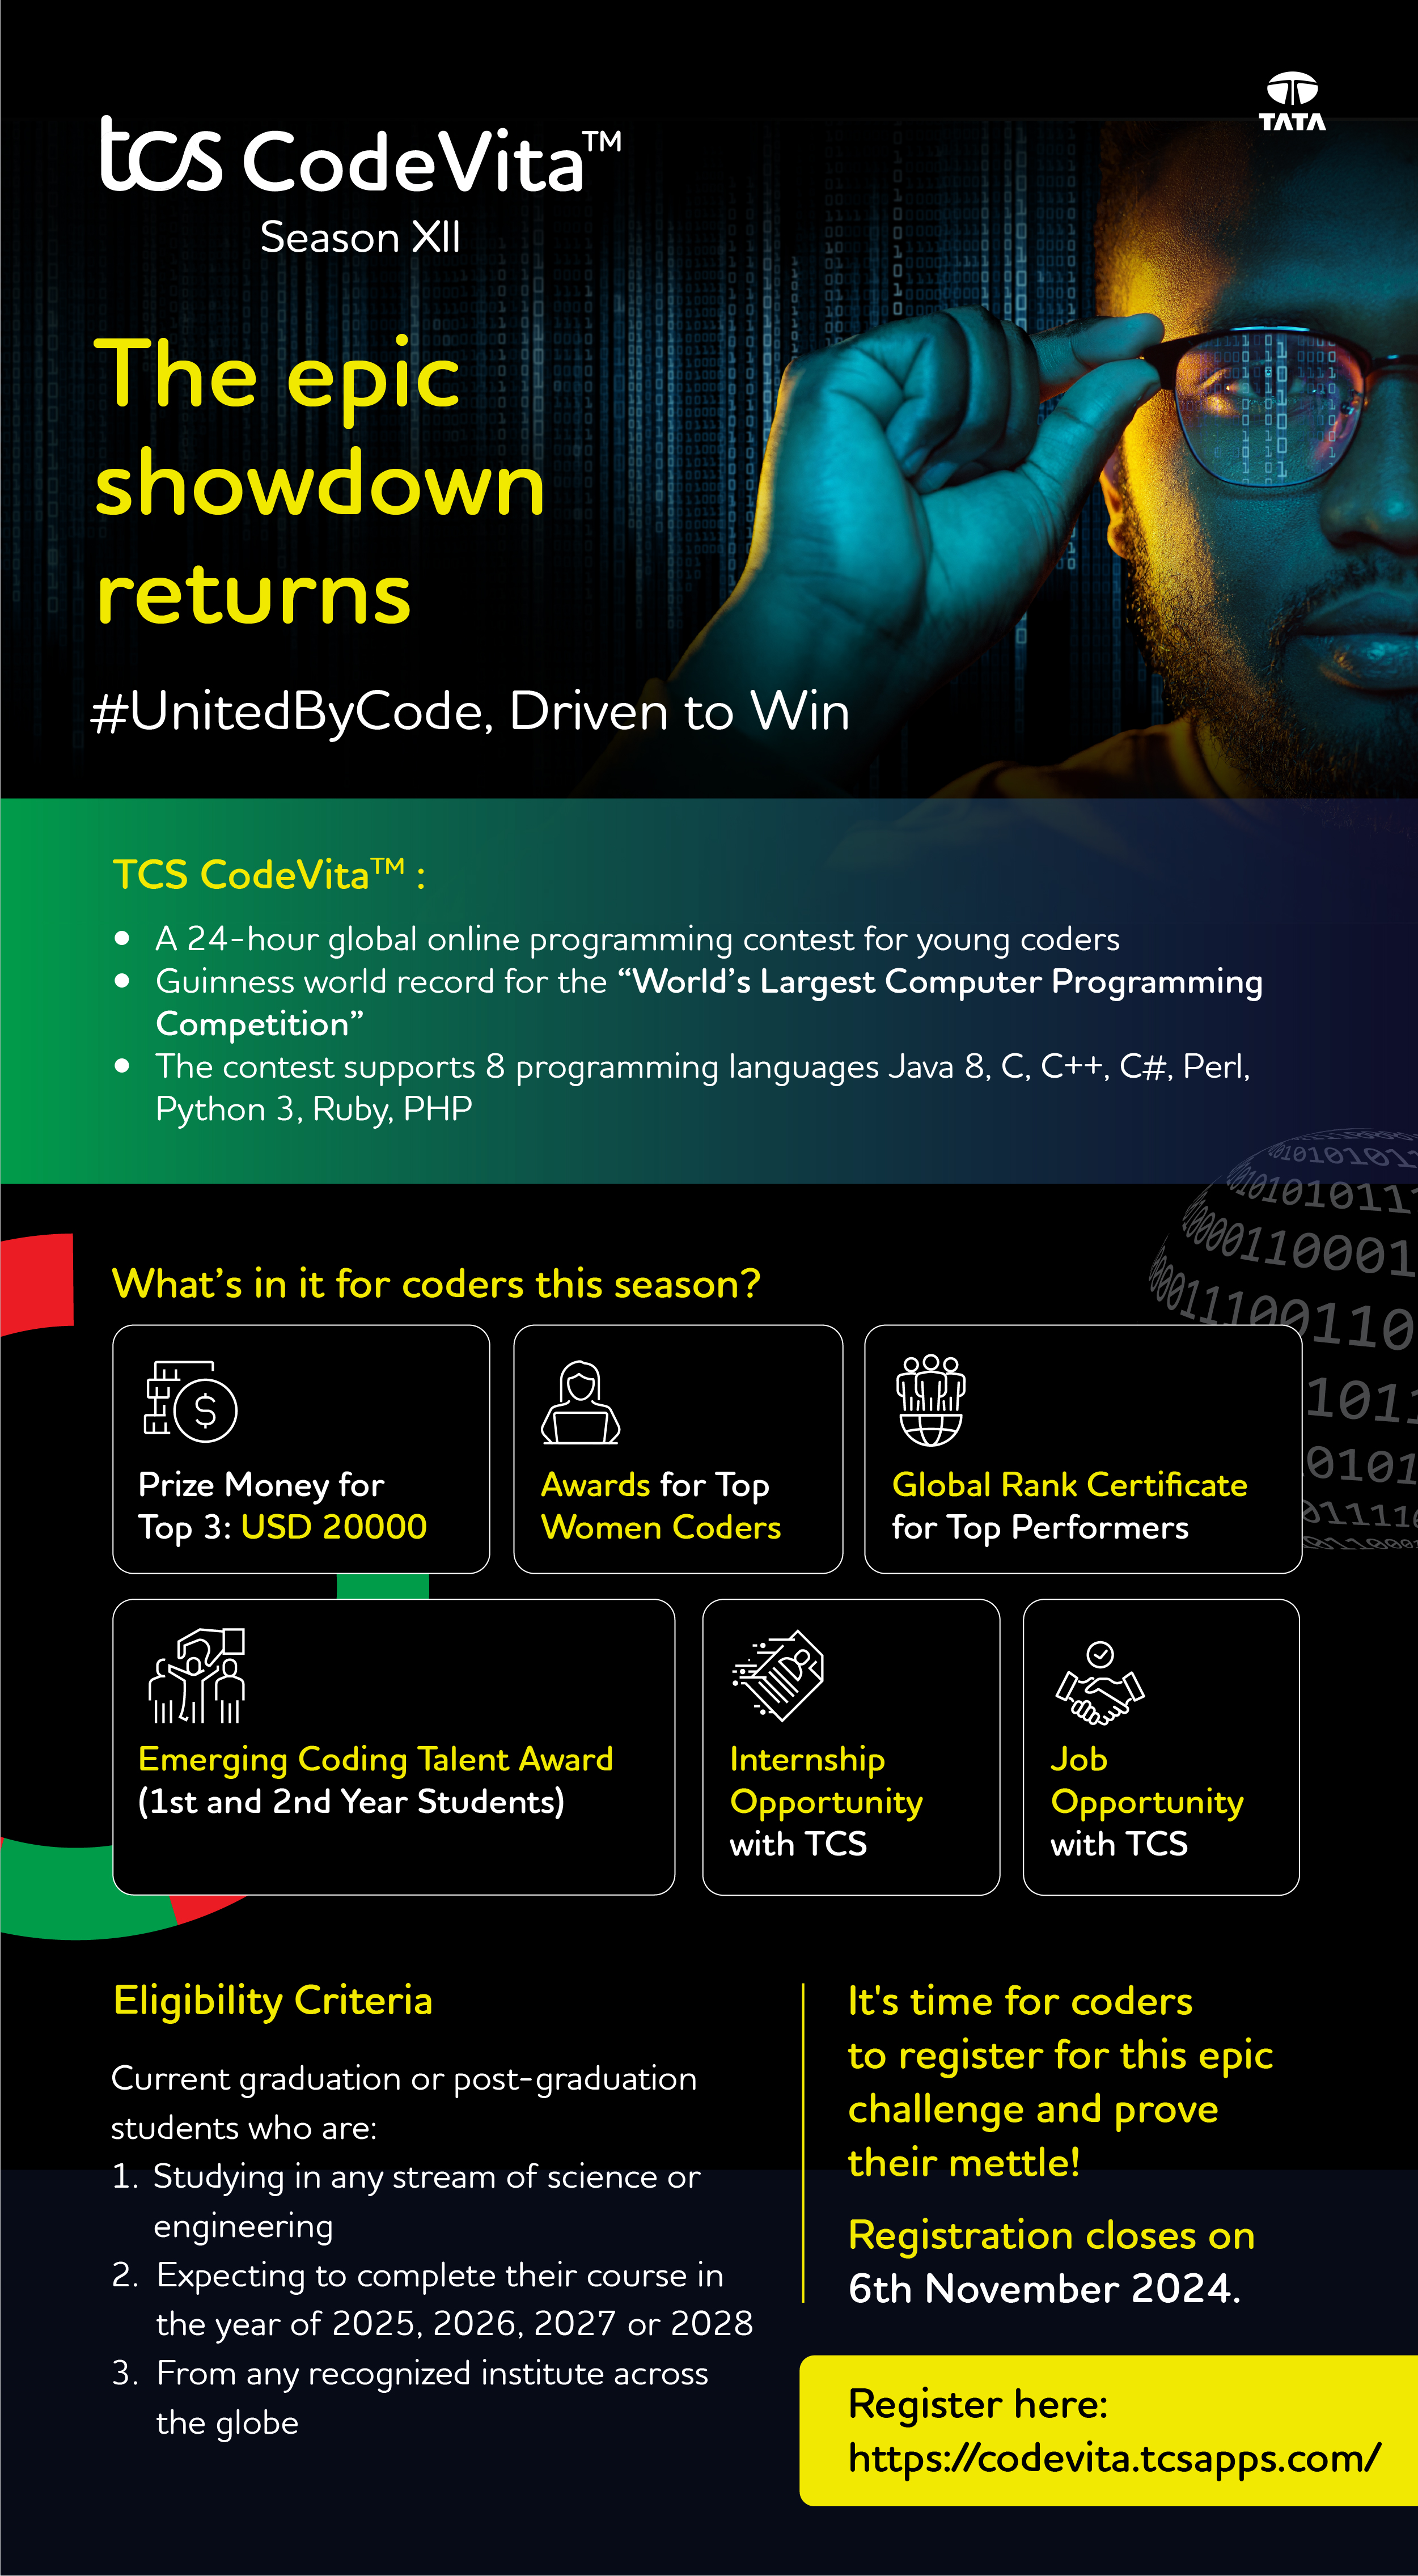 TATA
tcs CodeVita™
Season XII
The epic
showdown
returns
#UnitedByCode, Driven to Win
TCS CodeVita™ :
● A 24-hour global online programming contest for young coders
● Guinness world record for the “World’s Largest Computer Programming
Competition”
● The contest supports 8 programming languages Java 8, C, C++, C#, Perl,
Python 3, Ruby, PHP
What’s in it for coders this season?
Prize Money for
Top 3: USD 20000
Awards for Top
Women Coders
Global Rank Certificate
for Top Performers
Emerging Coding Talent Award
(1st and 2nd Year Students)
Internship
Opportunity
with TCS
Job
Opportunity
with TCS
Eligibility Criteria
Current graduation or post-graduation
students who are:
1. Studying in any stream of science or
engineering
2. Expecting to complete their course in
the year of 2025, 2026, 2027 or 2028
3. From any recognized institute across
the globe
It's time for coders
to register for this epic
challenge and prove
their mettle!
Registration closes on
6th November 2024.
Register here:
https://codevita.tcsapps.com/